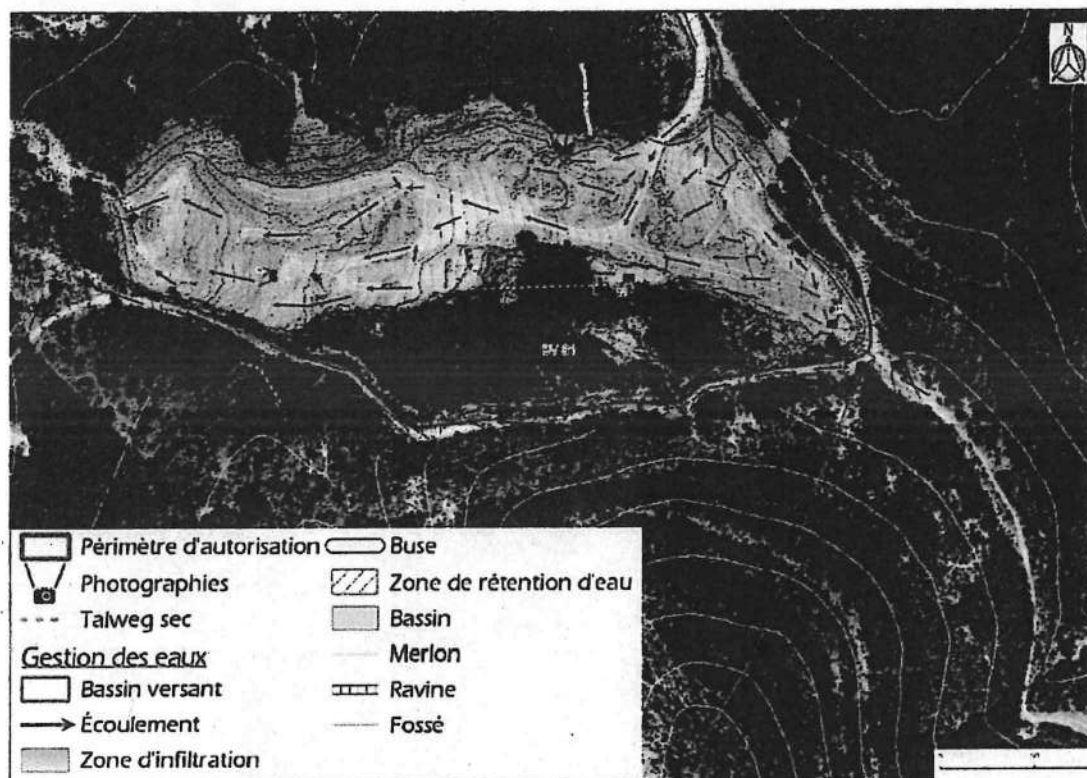 N
Périmètre d'autorisation
Photographies
Talweg sec
Gestion des eaux
Bassin versant
Écoulement
Zone d'infiltration
Buse
Zone de rétention d'eau
Bassin
Merlon
Ravine
Fossé